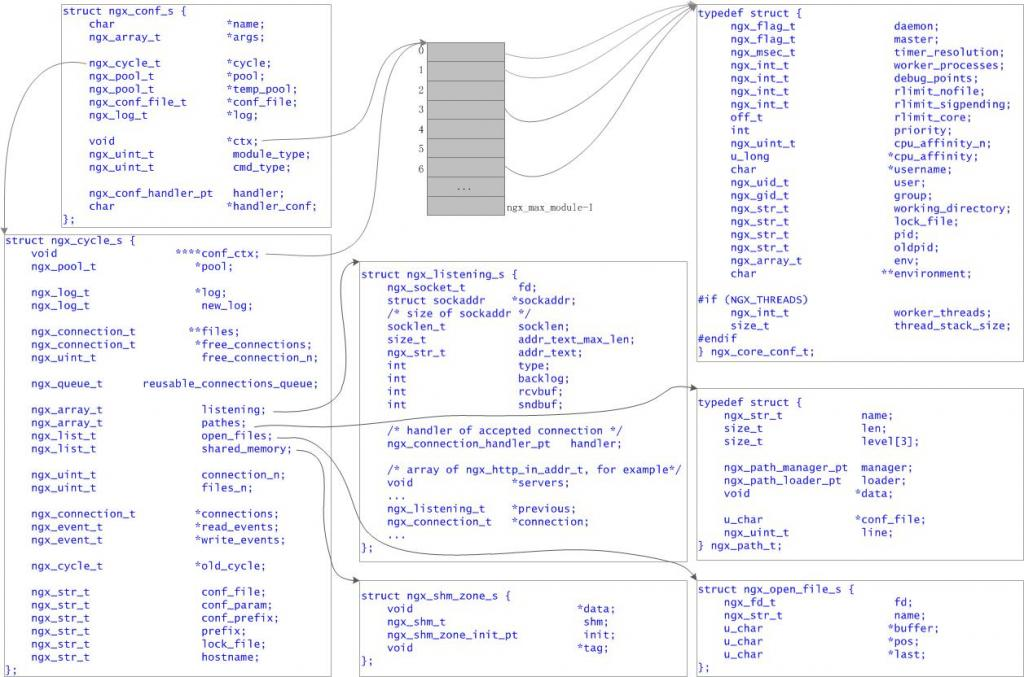 struct ngx_conf_s {
char *name;
ngx_array_t *args;
ngx_cycle_t *cycle;
ngx_pool_t *pool;
ngx_pool_t *temp_pool;
ngx_conf_file_t *conf_file;
ngx_log_t *log;
void *ctx;
ngx_uint_t module_type;
ngx_uint_t cmd_type;
ngx_conf_handler_pt handler;
char *handler_conf;
};
struct ngx_cycle_s {
void ****conf_ctx;
ngx_pool_t *pool;
ngx_log_t *log;
ngx_log_t new_log;
ngx_connection_t **files;
ngx_connection_t *free_connections;
ngx_uint_t free_connection_n;
ngx_queue_t reusable_connections_queue;
ngx_array_t listening;
ngx_array_t pathes;
ngx_list_t open_files;
ngx_list_t shared_memory;
ngx_uint_t connection_n;
ngx_uint_t files_n;
ngx_connection_t *connections;
ngx_event_t *read_events;
ngx_event_t *write_events;
ngx_cycle_t *old_cycle;
ngx_str_t conf_file;
ngx_str_t conf_param;
ngx_str_t conf_prefix;
ngx_str_t prefix;
ngx_str_t lock_file;
ngx_str_t hostname;
};
0
1
2
3
4
5
6
...
ngx_max_module-1
struct ngx_listening_s {
ngx_socket_t fd;
struct sockaddr *sockaddr;
/* size of sockaddr */
socklen_t socklen;
size_t addr_text_max_len;
ngx_str_t addr_text;
int type;
int backlog;
int rcvbuf;
int sndbuf;
/* handler of accepted connection */
ngx_connection_handler_pt handler;
/* array of ngx_http_in_addr_t, for example*/
void *servers;
...
ngx_listening_t *previous;
ngx_connection_t *connection;
...
};
struct ngx_shm_zone_s {
void *data;
ngx_shm_t shm;
ngx_shm_zone_init_pt init;
void *tag;
};
typedef struct {
ngx_flag_t daemon;
ngx_flag_t master;
ngx_msec_t timer_resolution;
ngx_int_t worker_processes;
ngx_int_t debug_points;
ngx_int_t rlimit_nofile;
ngx_int_t rlimit_sigpending;
off_t rlimit_core;
int priority;
ngx_uint_t cpu_affinity_n;
u_long *cpu_affinity;
char *username;
ngx_uid_t user;
ngx_gid_t group;
ngx_str_t working_directory;
ngx_str_t lock_file;
ngx_str_t pid;
ngx_str_t oldpid;
ngx_array_t env;
char **environment;
#if (NGX_THREADS)
ngx_int_t worker_threads;
size_t thread_stack_size;
#endif
} ngx_core_conf_t;
typedef struct {
ngx_str_t name;
size_t len;
size_t level[3];
ngx_path_manager_pt manager;
ngx_path_loader_pt loader;
void *data;
u_char *conf_file;
ngx_uint_t line;
} ngx_path_t;
struct ngx_open_file_s {
ngx_fd_t fd;
ngx_str_t name;
u_char *buffer;
u_char *pos;
u_char *last;
};